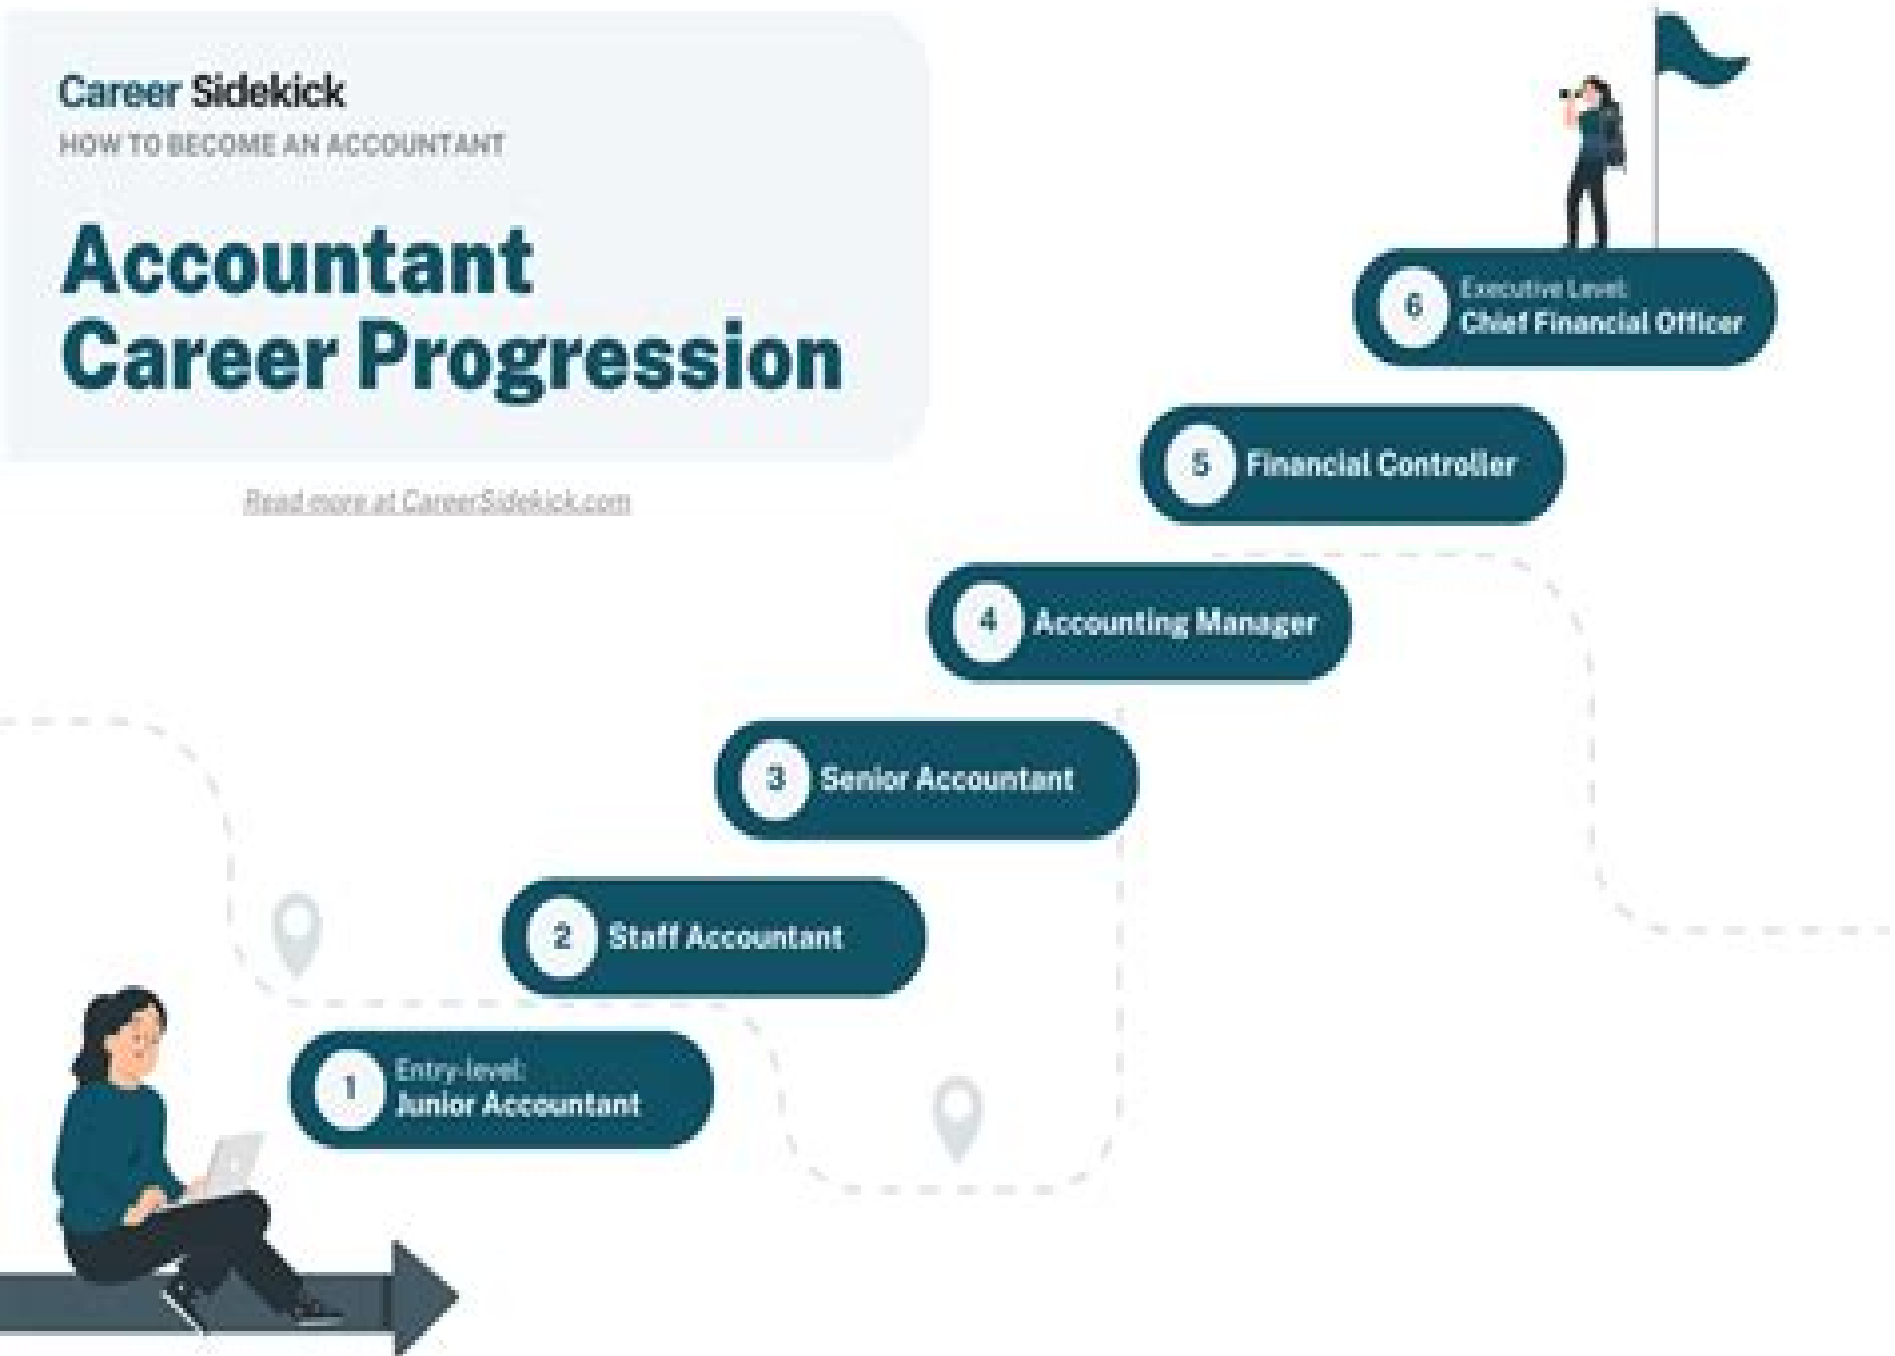 Career Sidekick
HOW TO BECOME AN ACCOUNTANT
Accountant
Career Progression
Read more at CareerSidekick.com
6
Executive Level:
Chief Financial Officer
5 Financial Controller
4 Accounting Manager
3 Senior Accountant
2 Staff Accountant
1
Entry-level:
Junior Accountant